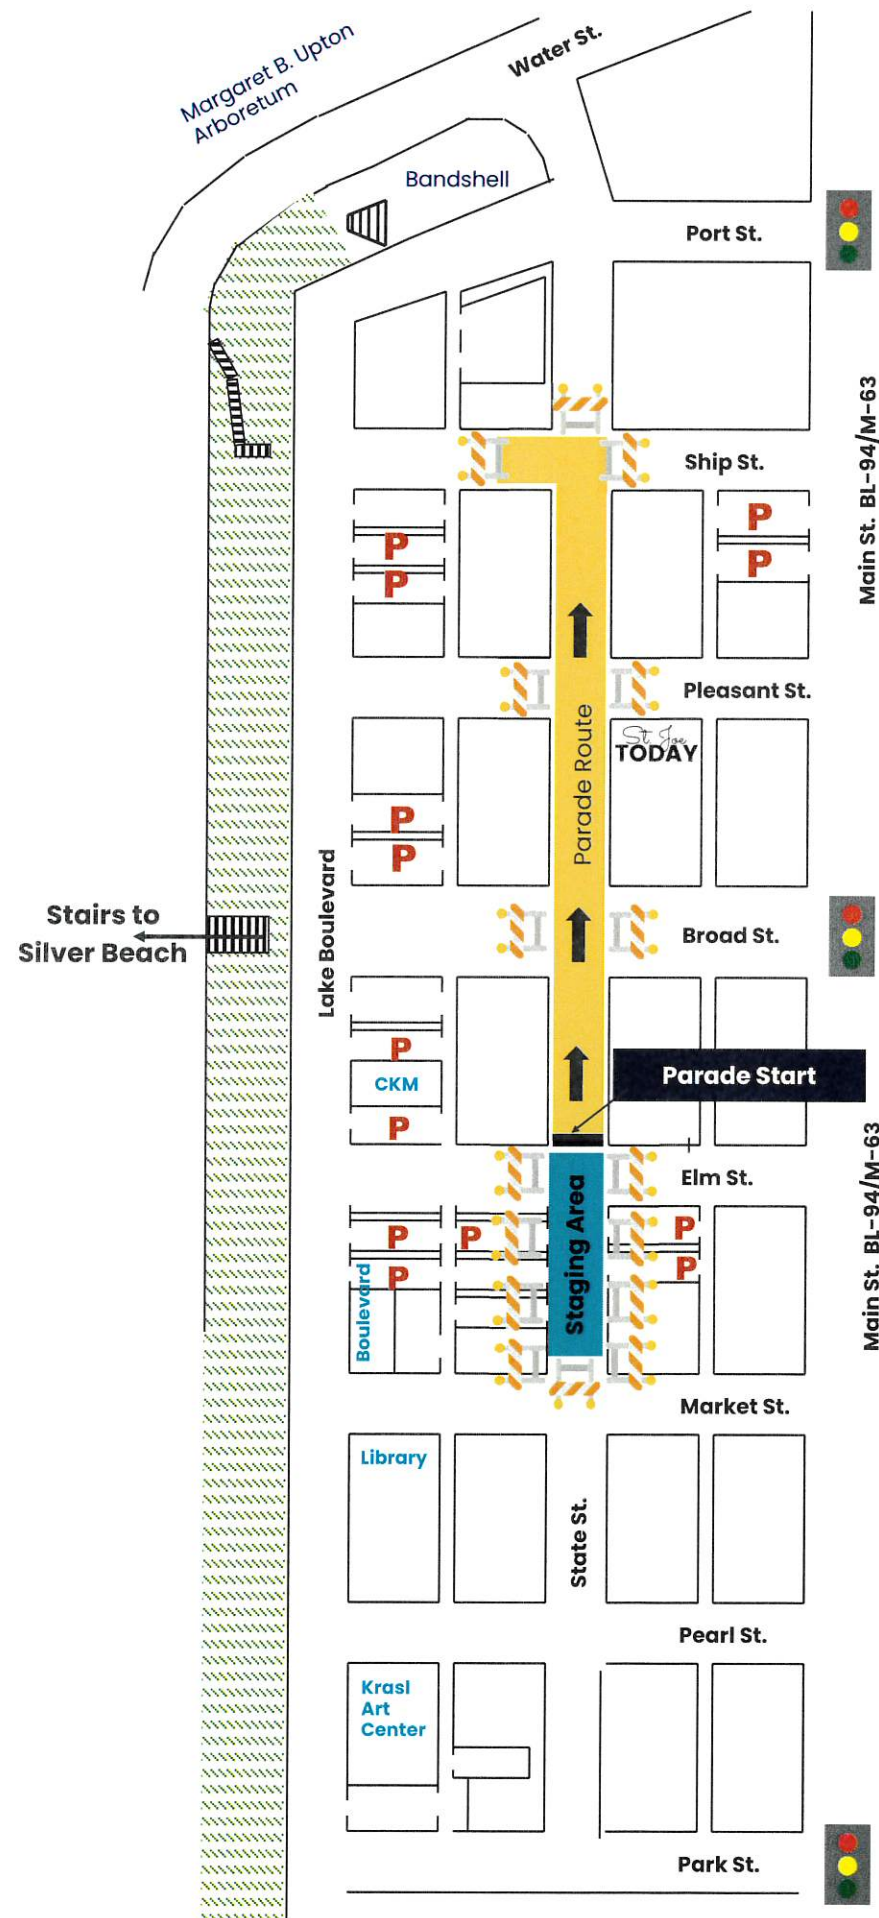 Water St.
Margaret B. Upton
Arboretum
Bandshell
Port St.
Main St. BL-94/M-63
Ship St.
P
P
P
P
Pleasant St.
St Joe
TODAY
Parade Route
P
P
Lake Boulevard
Stairs to
Silver Beach
Broad St.
P
CKM
P
Parade Start
Elm St.
Main St. BL-94/M-63
Staging Area
P
P
P
P
P
Boulevard
Market St.
Library
State St.
Pearl St.
Krasl
Art
Center
Park St.